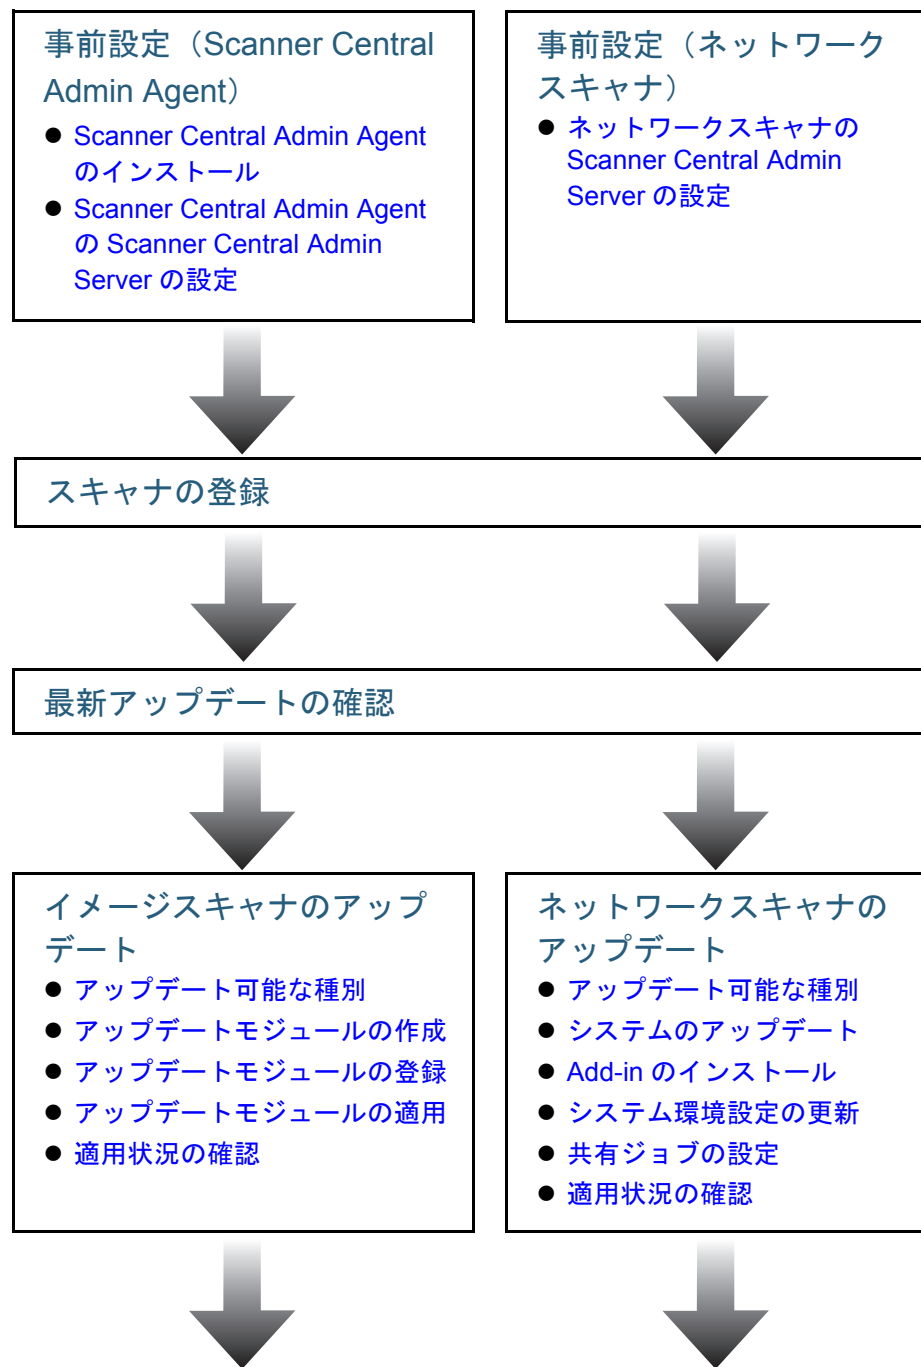 事前設定（Scanner Central
Admin Agent）
● Scanner Central Admin Agent
のインストール
● Scanner Central Admin Agent
の Scanner Central Admin
Server の設定
事前設定（ネットワーク
スキャナ）
● ネットワークスキャナの
Scanner Central Admin
Server の設定
スキャナの登録
最新アップデートの確認
イメージスキャナのアップ
デート
● アップデート可能な種別
● アップデートモジュールの作成
● アップデートモジュールの登録
● アップデートモジュールの適用
● 適用状況の確認
ネットワークスキャナの
アップデート
● アップデート可能な種別
● システムのアップデート
● Add-in のインストール
● システム環境設定の更新
● 共有ジョブの設定
● 適用状況の確認